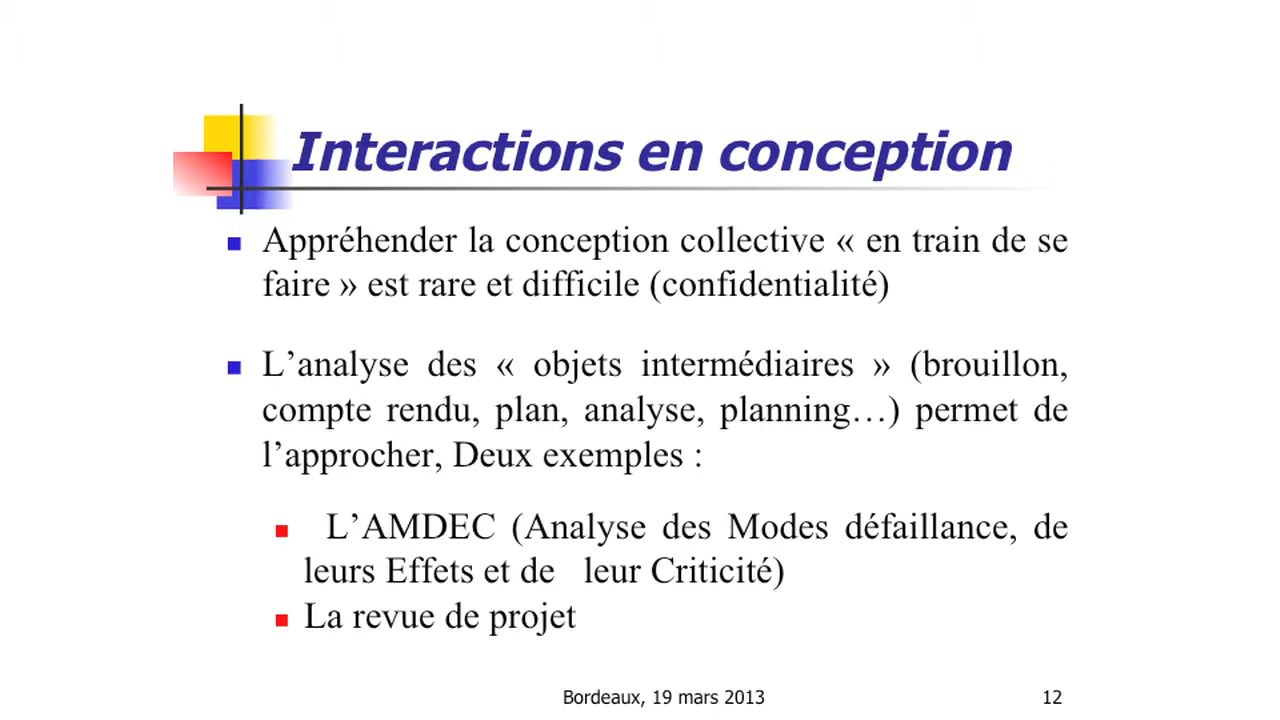 Interactions en conception
Appréhender la conception collective « en train de se
faire » est rare et difficile (confidentialité)
L’analyse des « objets intermédiaires » (brouillon,
compte rendu, plan, analyse, planning…) permet de
l’approcher, Deux exemples :
L’AMDEC (Analyse des Modes défaillance, de
leurs Effets et de leur Criticité)
La revue de projet
Bordeaux, 19 mars 2013 12